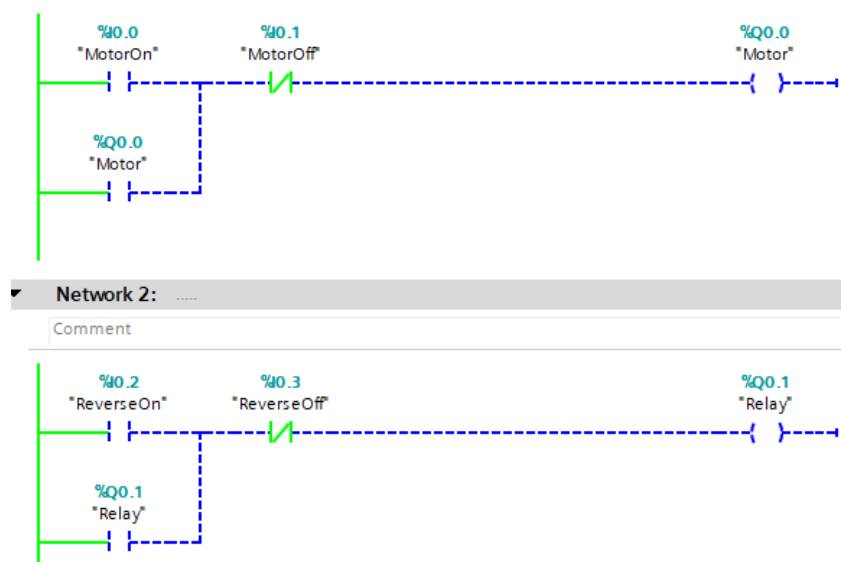 %I0.0 %I0.1 %Q0.0
"MotorOn" "MotorOff" "Motor"
%Q0.0
"Motor"
Network 2: .....
Comment
%I0.2 %I0.3 %Q0.1
"ReverseOn" "ReverseOff" "Relay"
%Q0.1
"Relay"